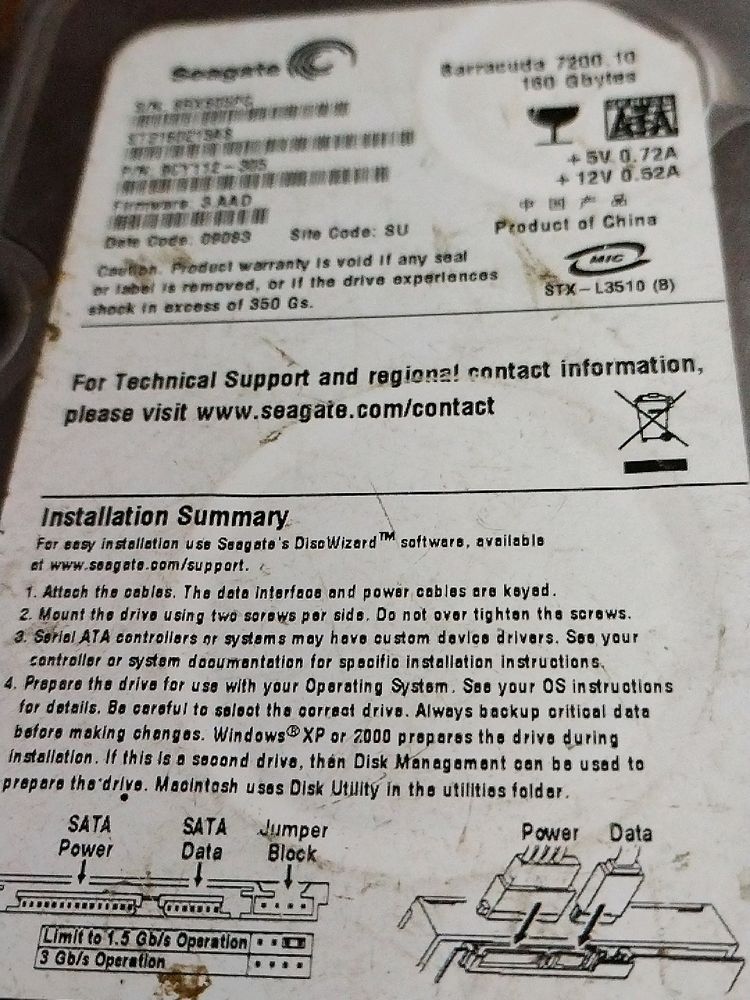 Seagate
Barracuda 7200.10
160 Gbytes
S/N:
ATA
P/N:
+5V 0.72A
+12V 0.52A
Firmware 3.AAD
中国产品
Date Code:
Site Code: SU
Product of China
Caution. Product warranty is void if any seal
or label is removed, or if the drive experiences
shock in excess of 350 Gs.
MIC
STX-L3510 (B)
For Technical Support and regional contact information,
please visit www.seagate.com/contact
Installation Summary
For easy installation use Seagate's DiscWizard™ software, available
at www.seagate.com/support.
1. Attach the cables. The data interface and power cables are keyed.
2. Mount the drive using two screws per side. Do not over tighten the screws.
3. Serial ATA controllers or systems may have custom device drivers. See your
controller or system documentation for specific installation instructions.
4. Prepare the drive for use with your Operating System. See your OS instructions
for details. Be careful to select the correct drive. Always backup critical data
before making changes. Windows® XP or 2000 prepares the drive during
installation. If this is a second drive, then Disk Management can be used to
prepare the drive. Macintosh uses Disk Utility in the utilities folder.
SATA
Power
SATA
Data
Jumper
Block
Power
Data
Limit to 1.5 Gb/s Operation
3 Gb/s Operation